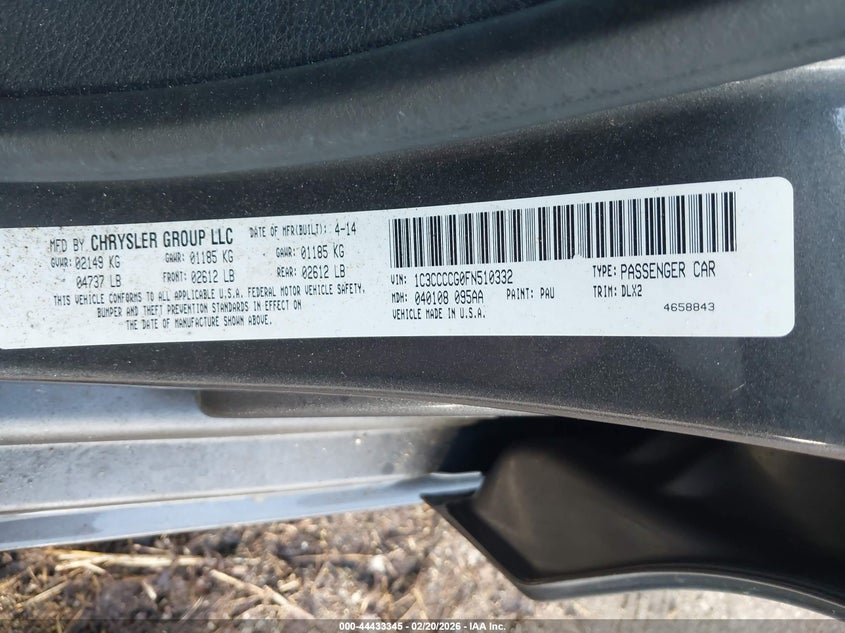 MFD BY CHRYSLER GROUP LLC DATE OF MFR(BUILT): 4-14
GVWR: 02149 KG GAWR: 01185 KG GAWR: 01185 KG
04737 LB FRONT: 02612 LB REAR: 02612 LB
THIS VEHICLE CONFORMS TO ALL APPLICABLE U.S.A. FEDERAL MOTOR VEHICLE SAFETY,
BUMPER AND THEFT PREVENTION STANDARDS IN EFFECT ON
THE DATE OF MANUFACTURE SHOWN ABOVE.
VIN: 1C3CCCCG0FN510332 TYPE: PASSENGER CAR
MDH: 040108 095AA PAINT: PAU TRIM: DLX2
VEHICLE MADE IN U.S.A. 4658843
000-44433345 - 02/20/2026 - IAA Inc.